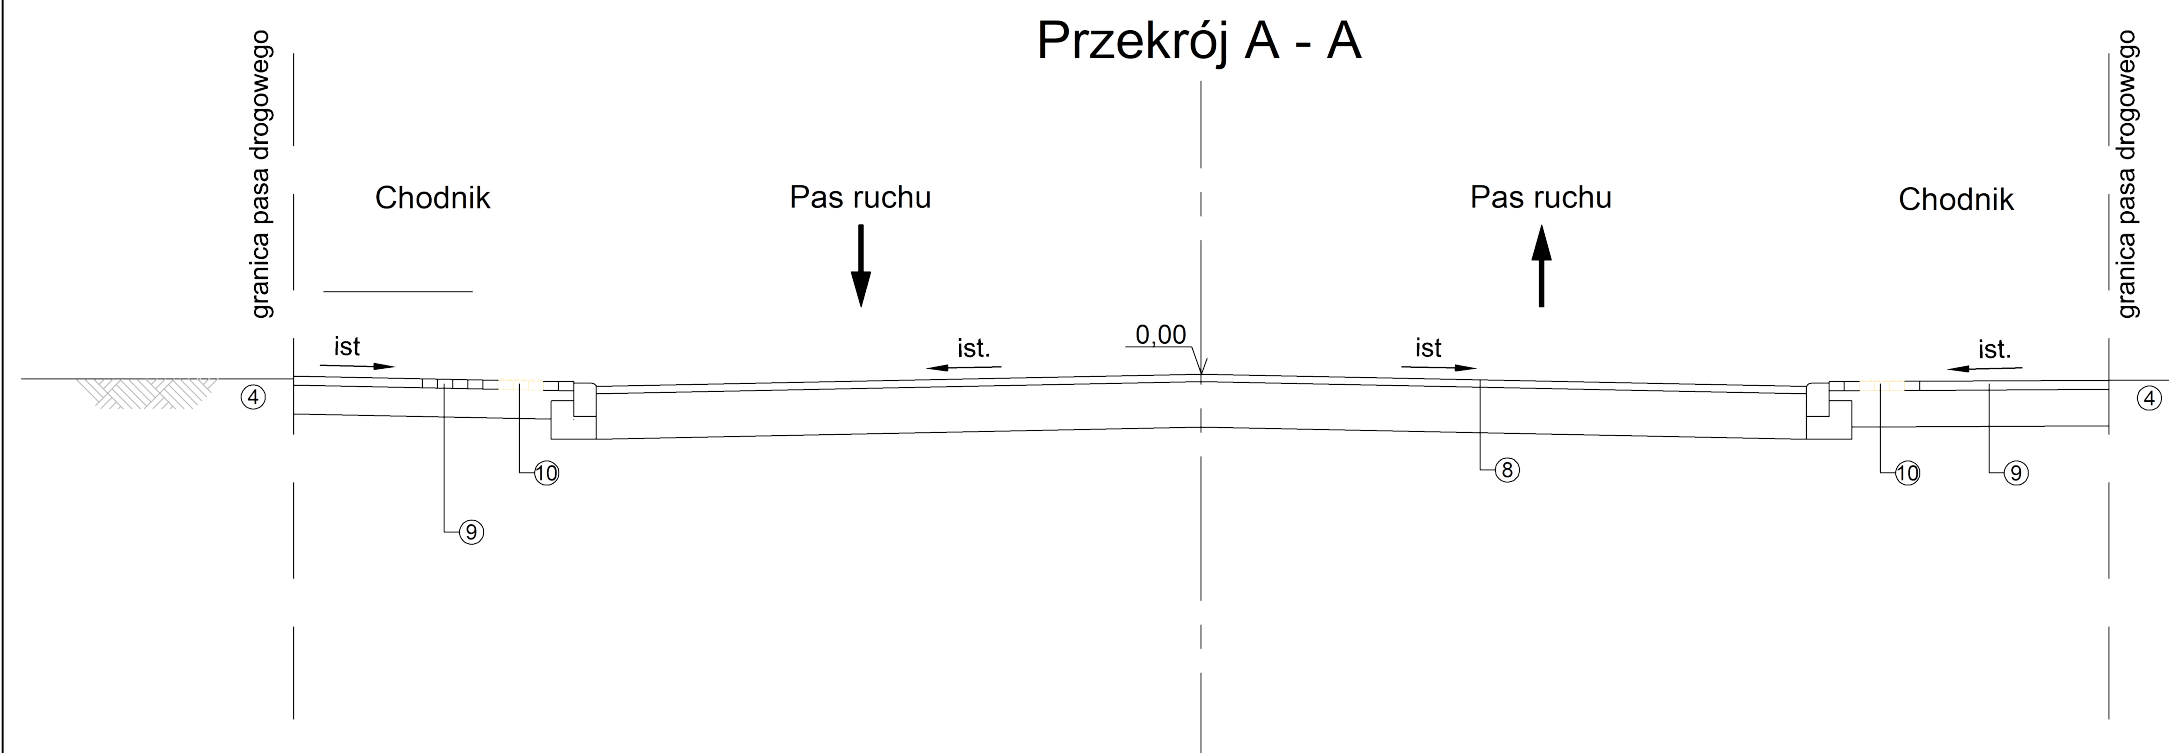 Przekrój A - A
granica pasa drogowego
granica pasa drogowego
Chodnik
Pas ruchu
Pas ruchu
Chodnik
ist
ist.
0,00
ist
ist.
4
4
10
8
10
9
9